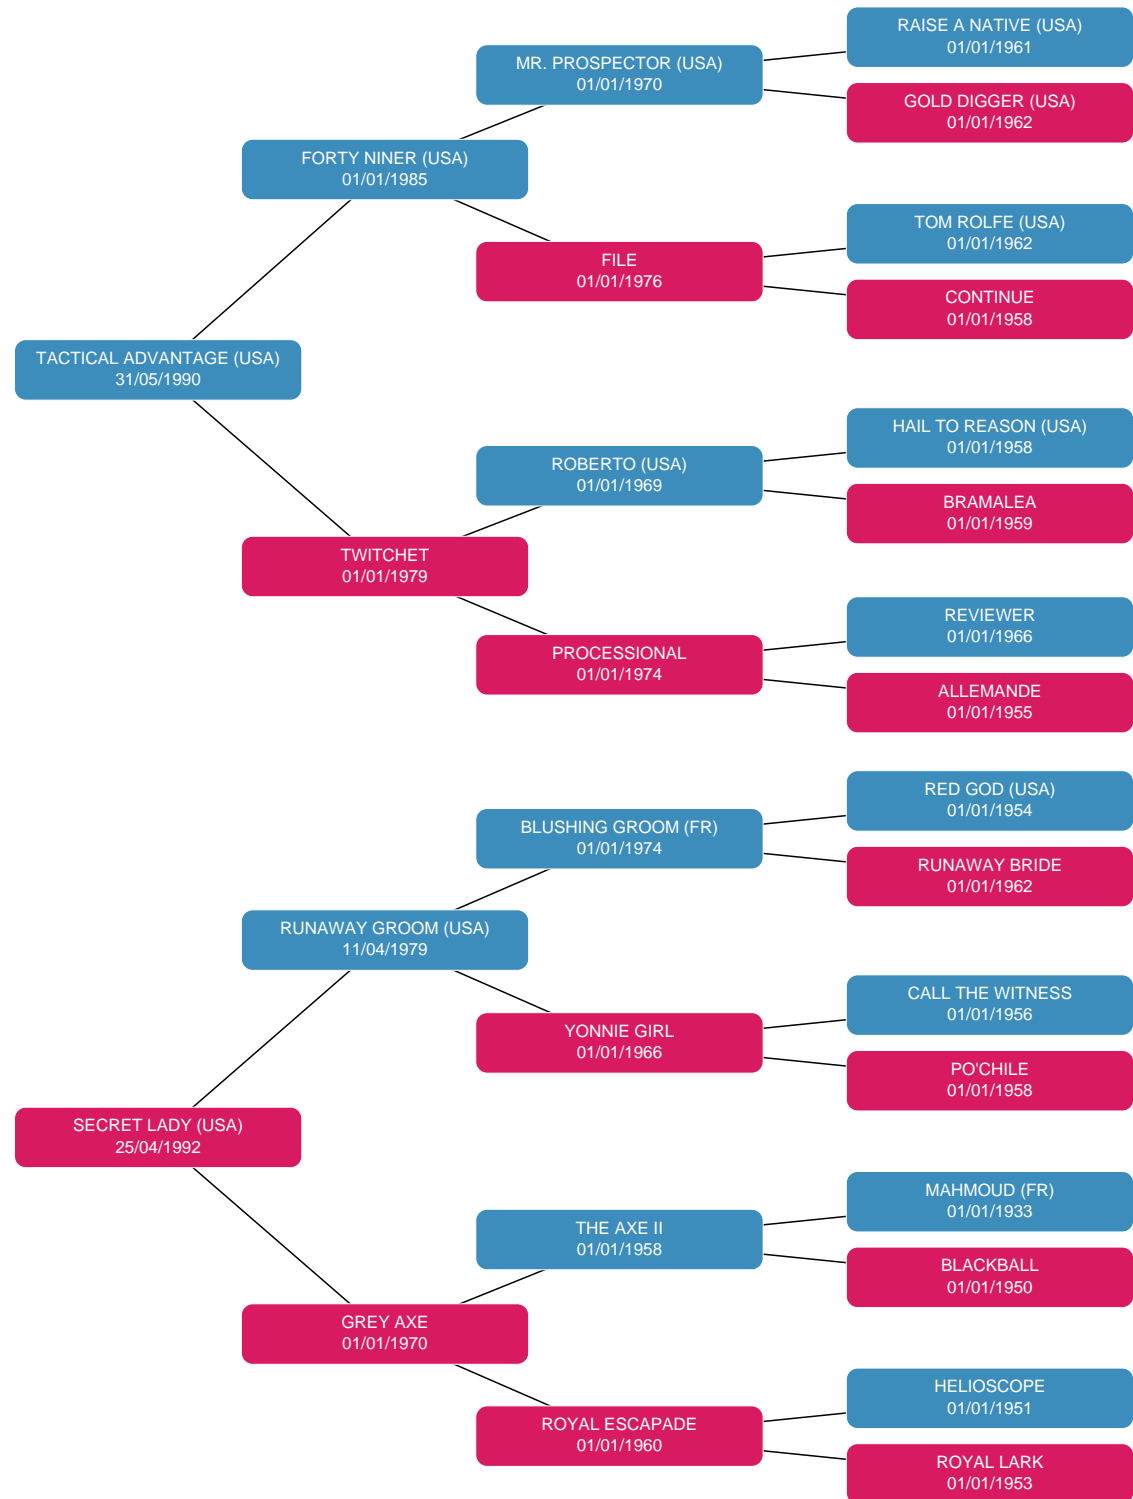 RAISE A NATIVE (USA)
01/01/1961
MR. PROSPECTOR (USA)
01/01/1970
GOLD DIGGER (USA)
01/01/1962
FORTY NINER (USA)
01/01/1985
TOM ROLFE (USA)
01/01/1962
FILE
01/01/1976
CONTINUE
01/01/1958
TACTICAL ADVANTAGE (USA)
31/05/1990
HAIL TO REASON (USA)
01/01/1958
ROBERTO (USA)
01/01/1969
BRAMALEA
01/01/1959
TWITCHET
01/01/1979
REVIEWER
01/01/1966
PROCESSIONAL
01/01/1974
ALLEMANDE
01/01/1955
RED GOD (USA)
01/01/1954
BLUSHING GROOM (FR)
01/01/1974
RUNAWAY BRIDE
01/01/1962
RUNAWAY GROOM (USA)
11/04/1979
CALL THE WITNESS
01/01/1956
YONNIE GIRL
01/01/1966
PO'CHILE
01/01/1958
SECRET LADY (USA)
25/04/1992
MAHMOUD (FR)
01/01/1933
THE AXE II
01/01/1958
BLACKBALL
01/01/1950
GREY AXE
01/01/1970
HELIOSCOPE
01/01/1951
ROYAL ESCAPADE
01/01/1960
ROYAL LARK
01/01/1953